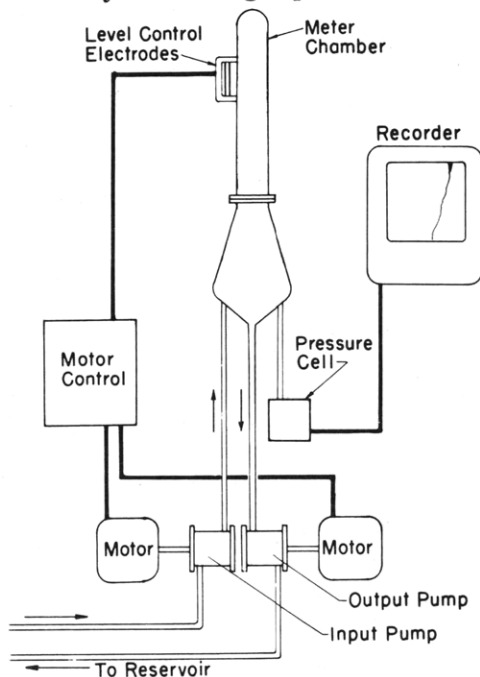 Level Control
Electrodes
Meter
Chamber
Recorder
Motor
Control
Pressure
Cell
Motor
Motor
Output Pump
Input Pump
To Reservoir